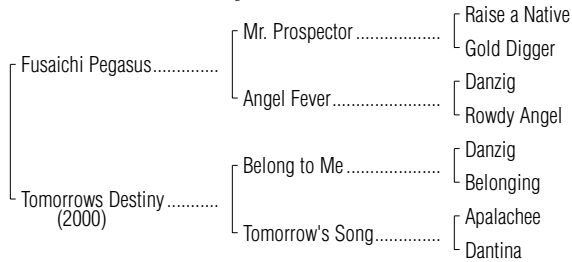 Raise a Native
Mr. Prospector..................
Gold Digger
Fusaichi Pegasus..............
Danzig
Angel Fever.......................
Rowdy Angel
Danzig
Belong to Me....................
Belonging
Tomorrows Destiny...........
(2000)
Apalachee
Tomorrow's Song..............
Dantina